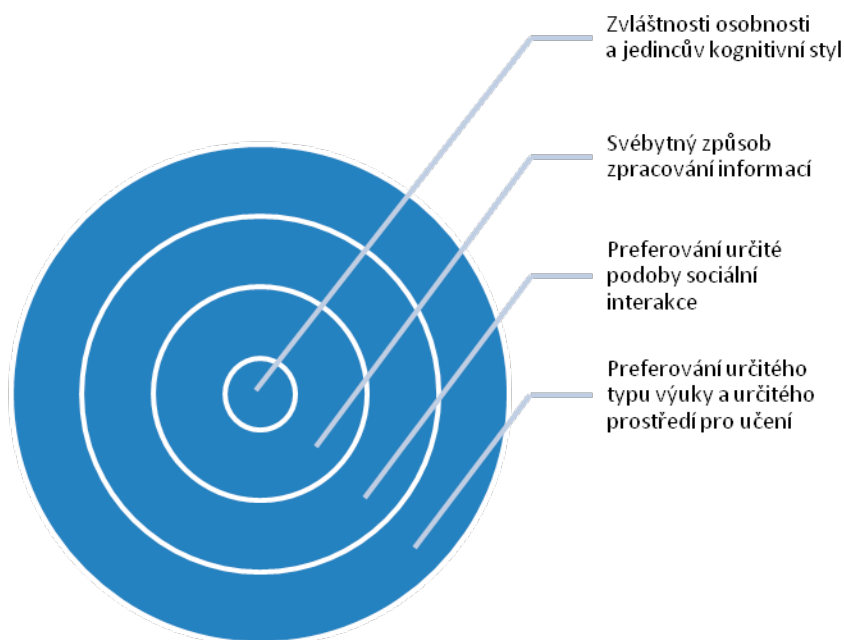 Zvláštnosti osobnosti
a jedincův kognitivní styl
Svébytný způsob
zpracování informací
Preferování určité
podoby sociální
interakce
Preferování určitého
typu výuky a určitého
prostředí pro učení